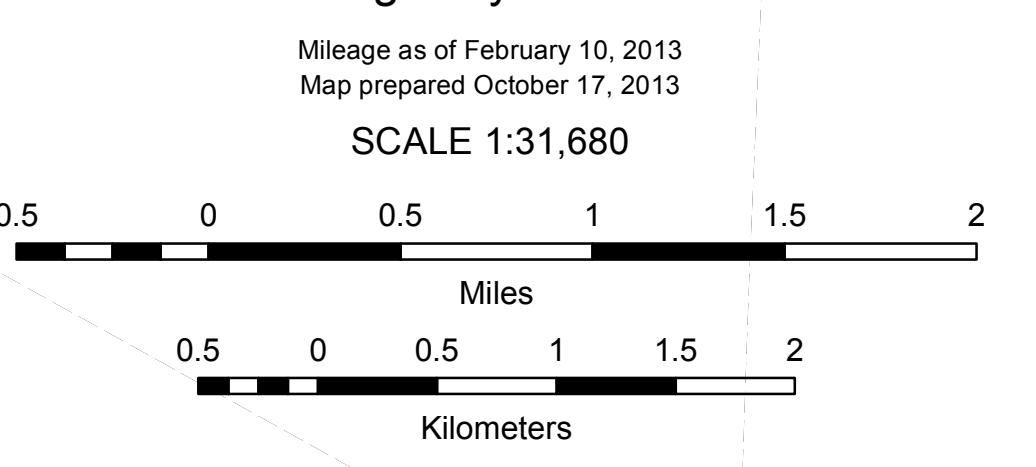 Mileage as of February 10, 2013
Map prepared October 17, 2013
SCALE 1:31,680
0.5 0 0.5 1 1.5 2
Miles
0.5 0 0.5 1 1.5 2
Kilometers